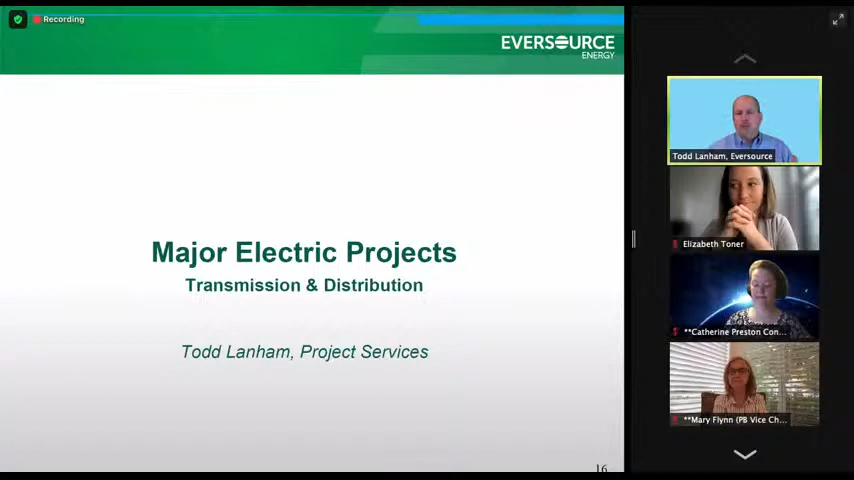 Recording
EVERSOURCE
ENERGY
Major Electric Projects
Transmission & Distribution
Todd Lanham, Project Services
16
Todd Lanham, Eversource
Elizabeth Toner
**Catherine Preston Con...
**Mary Flynn (PB Vice Ch...